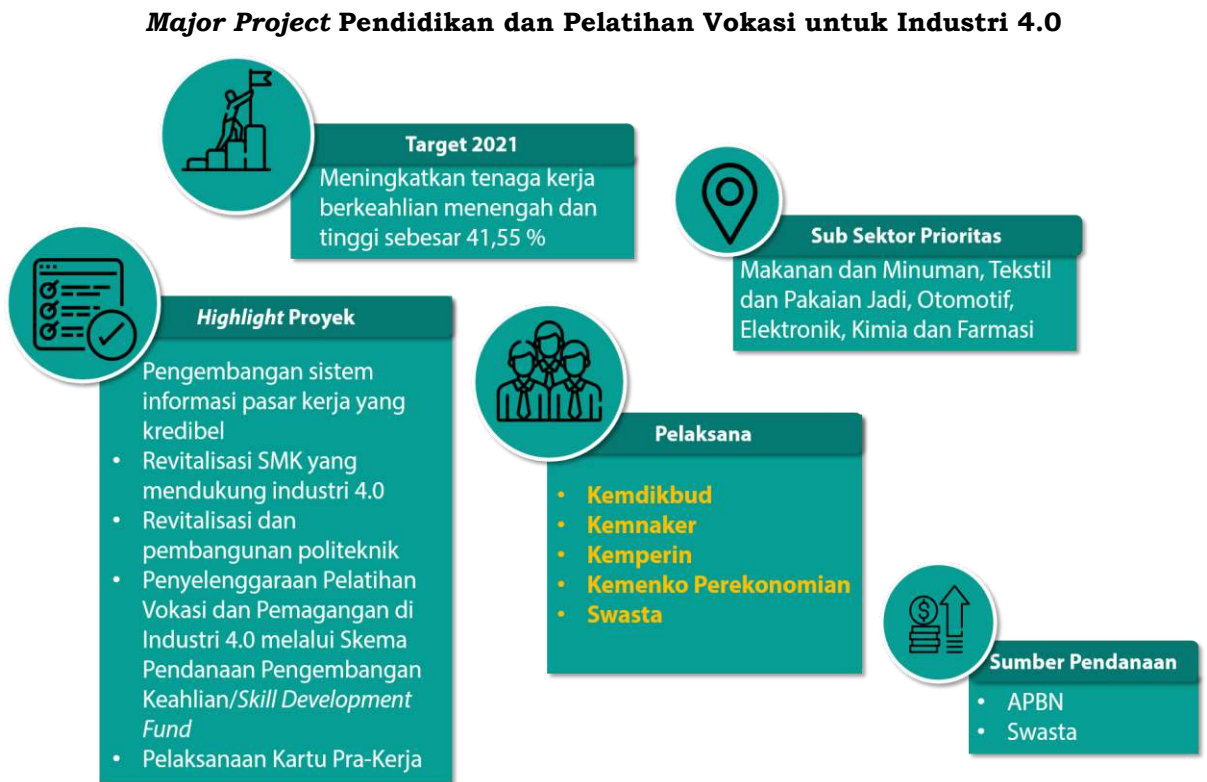 Major Project Pendidikan dan Pelatihan Vokasi untuk Industri 4.0
Target 2021
Meningkatkan tenaga kerja
berkeahlian menengah dan
tinggi sebesar 41,55 %
Sub Sektor Prioritas
Makanan dan Minuman, Tekstil
dan Pakaian Jadi, Otomotif,
Elektronik, Kimia dan Farmasi
Highlight Proyek
Pengembangan sistem
informasi pasar kerja yang
kredibel
• Revitalisasi SMK yang
mendukung industri 4.0
• Revitalisasi dan
pembangunan politeknik
• Penyelenggaraan Pelatihan
Vokasi dan Pemagangan di
Industri 4.0 melalui Skema
Pendanaan Pengembangan
Keahlian/Skill Development
Fund
• Pelaksanaan Kartu Pra-Kerja
Pelaksana
• Kemdikbud
• Kemnaker
• Kemperin
• Kemenko Perekonomian
• Swasta
Sumber Pendanaan
• APBN
• Swasta